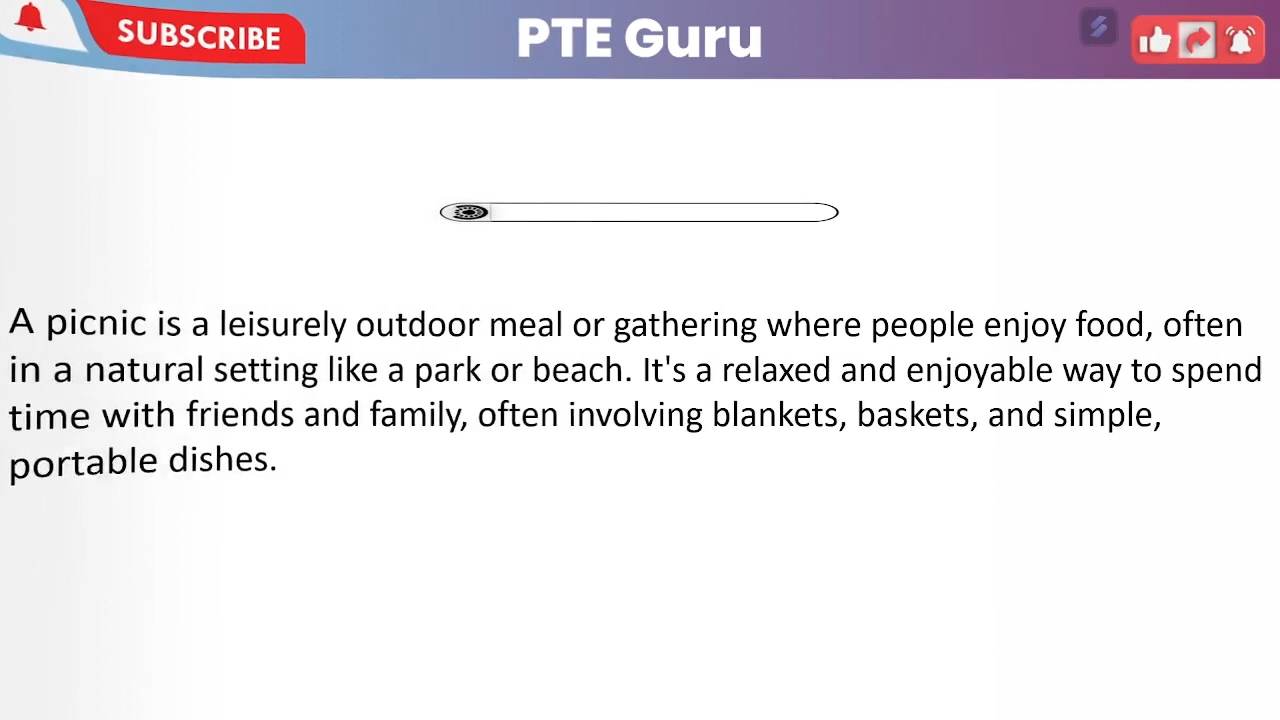 SUBSCRIBE
PTE Guru
A picnic is a leisurely outdoor meal or gathering where people enjoy food, often
in a natural setting like a park or beach. It's a relaxed and enjoyable way to spend
time with friends and family, often involving blankets, baskets, and simple,
portable dishes.